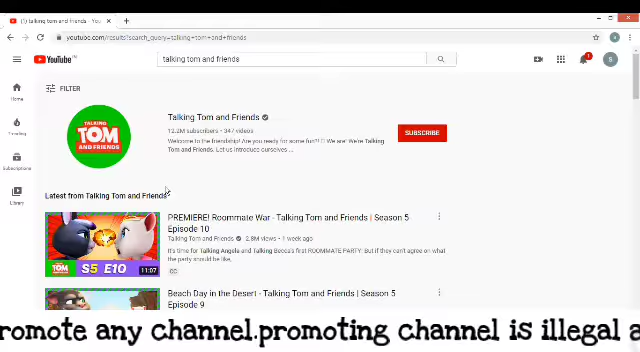 (1) talking tom and friends - You
youtube.com/results?search_query=talking+tom+and+friends
YouTube
talking tom and friends
1
S
Home
Trending
Subscriptions
Library
FILTER
TALKING
TOM
AND FRIENDS
Talking Tom and Friends
12.2M subscribers • 347 videos
Welcome to the friendship! Are you ready for some fun!? We are! We're Talking
Tom and Friends. Let us introduce ourselves ...
SUBSCRIBE
Latest from Talking Tom and Friends
S5 E10
11:07
PREMIERE! Roommate War - Talking Tom and Friends | Season 5
Episode 10
Talking Tom and Friends 2.8M views • 1 week ago
It's time for Talking Angela and Talking Becca's first ROOMMATE PARTY! But if they can't agree on what
the party should be like,
CC
Beach Day in the Desert - Talking Tom and Friends | Season 5
Episode 9
romote any channel.promoting channel is illegal a